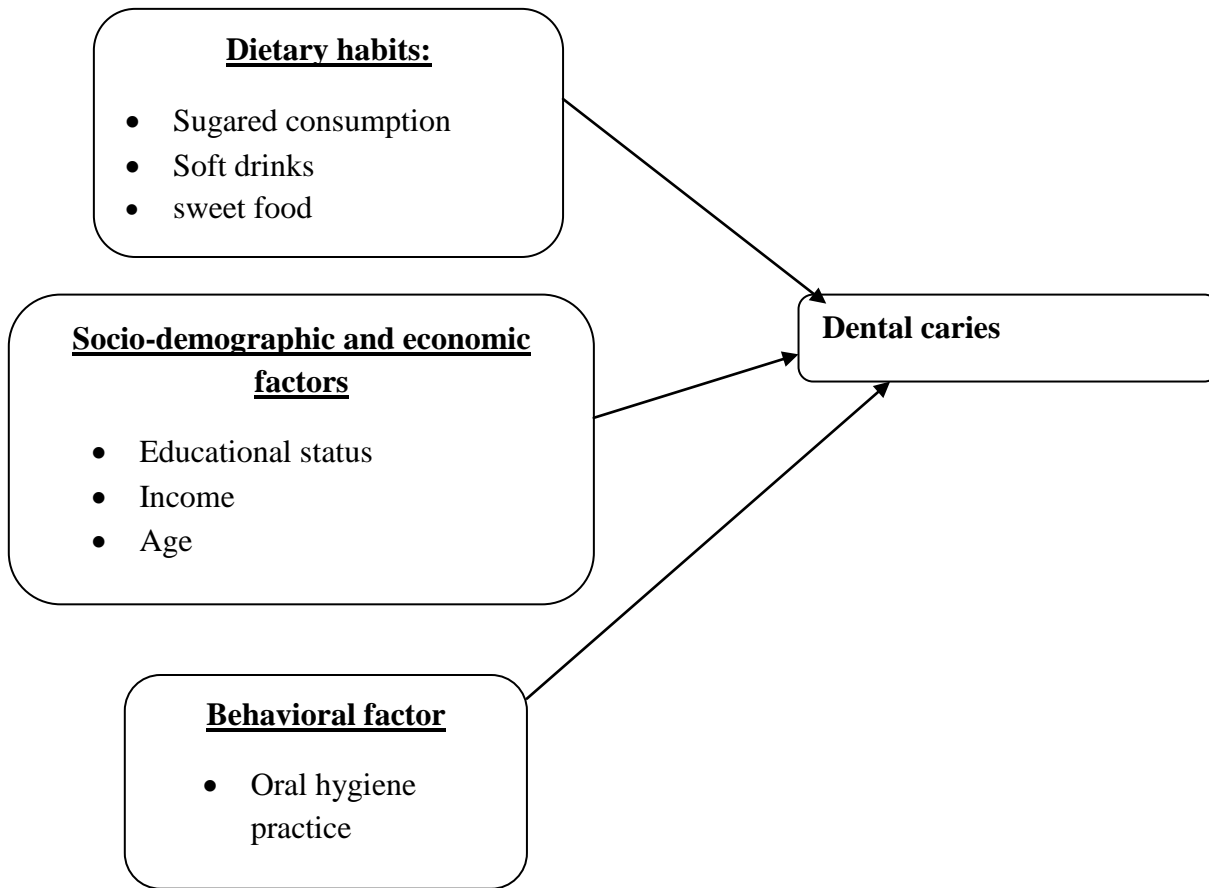 Dietary habits:
• Sugared consumption
• Soft drinks
• sweet food
Socio-demographic and economic
factors
• Educational status
• Income
• Age
Dental caries
Behavioral factor
• Oral hygiene
practice